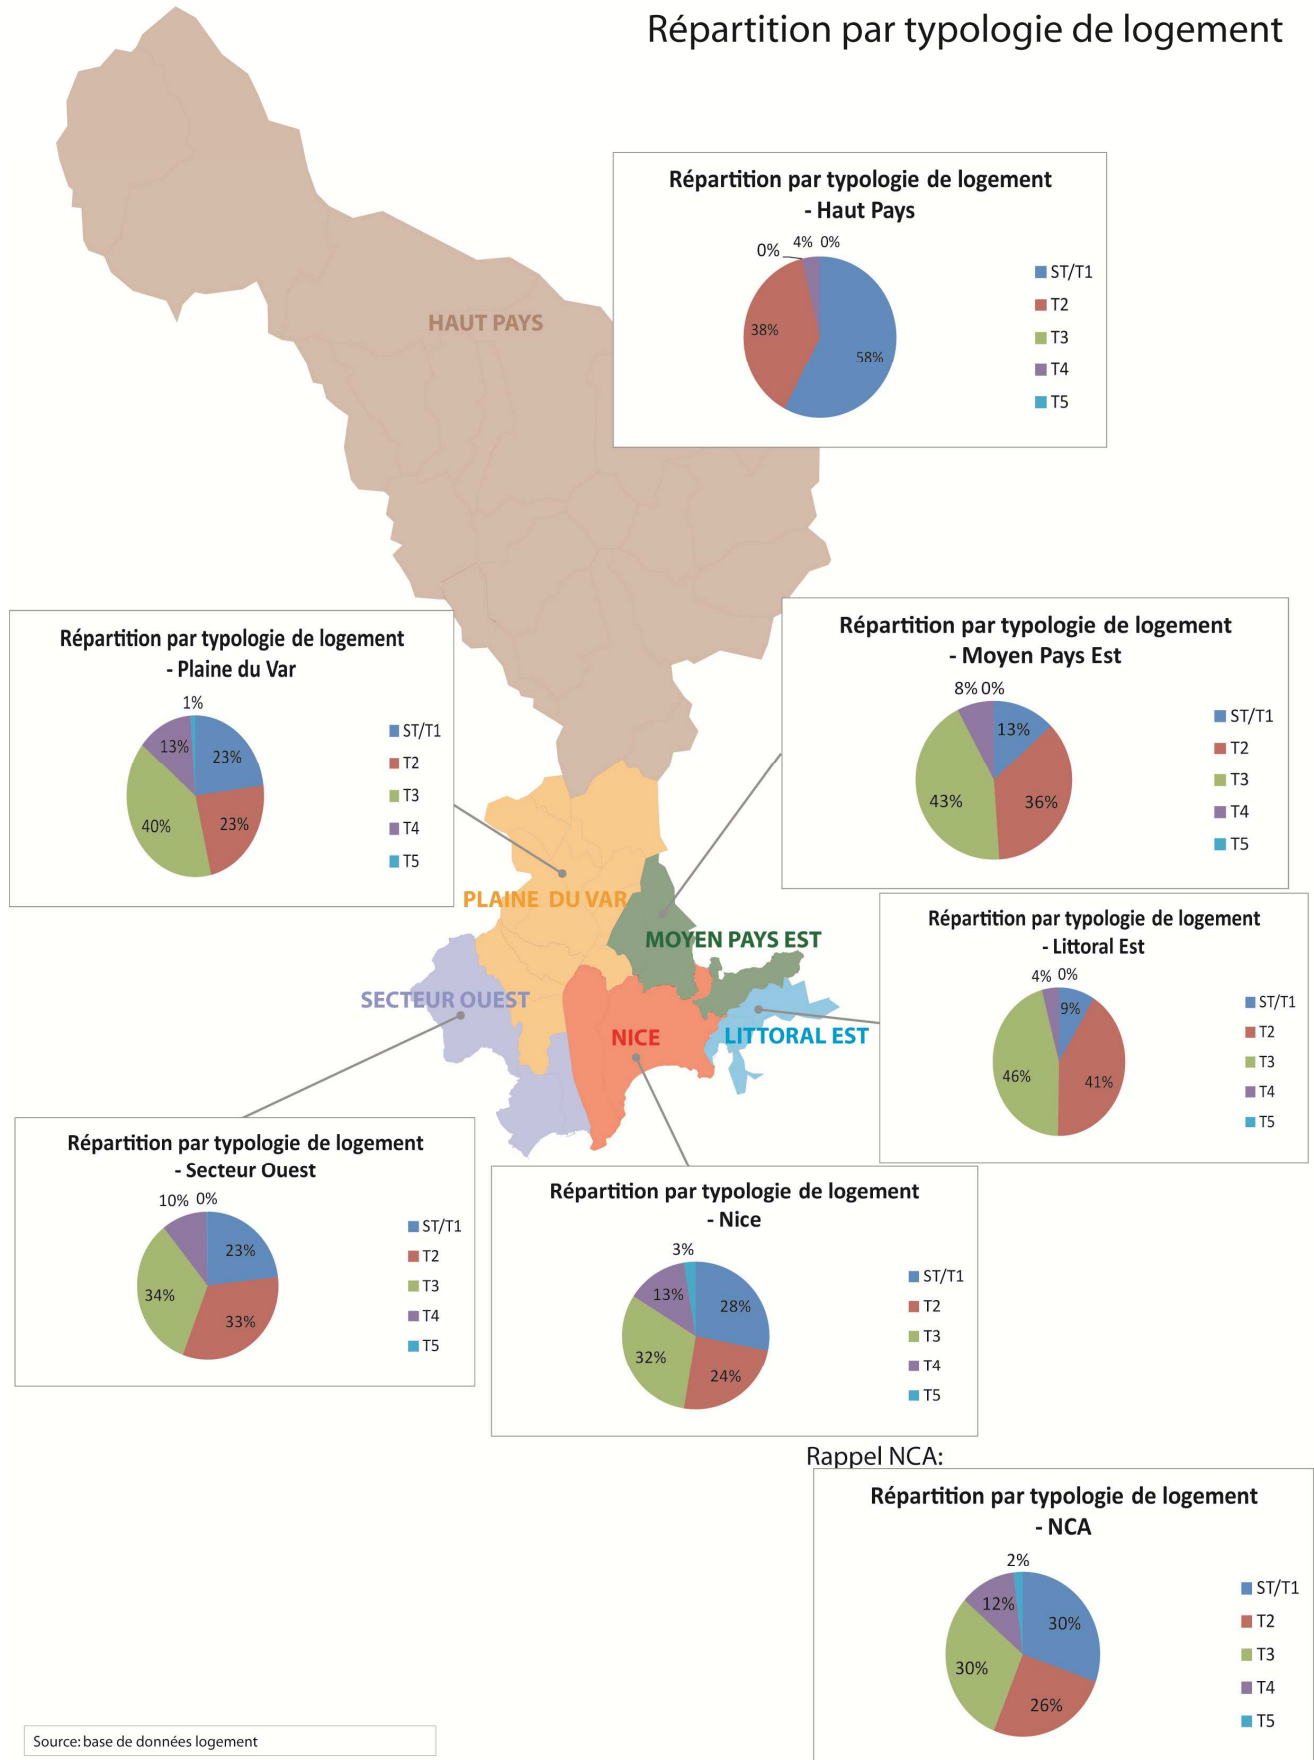 Répartition par typologie de logement
Répartition par typologie de logement
- Haut Pays
0% 4% 0%
38%
58%
ST/T1
T2
T3
T4
T5
HAUT PAYS
Répartition par typologie de logement
- Plaine du Var
1%
13%
23%
40%
23%
ST/T1
T2
T3
T4
T5
Répartition par typologie de logement
- Moyen Pays Est
8% 0%
13%
43%
36%
ST/T1
T2
T3
T4
T5
PLAINE DU VAR
MOYEN PAYS EST
SECTEUR OUEST
NICE
LITTORAL EST
Répartition par typologie de logement
- Littoral Est
4% 0%
9%
46%
41%
ST/T1
T2
T3
T4
T5
Répartition par typologie de logement
- Secteur Ouest
10% 0%
23%
34%
33%
ST/T1
T2
T3
T4
T5
Répartition par typologie de logement
- Nice
3%
13%
28%
32%
24%
ST/T1
T2
T3
T4
T5
Rappel NCA:
Répartition par typologie de logement
- NCA
2%
12%
30%
30%
26%
ST/T1
T2
T3
T4
T5
Source: base de données logement